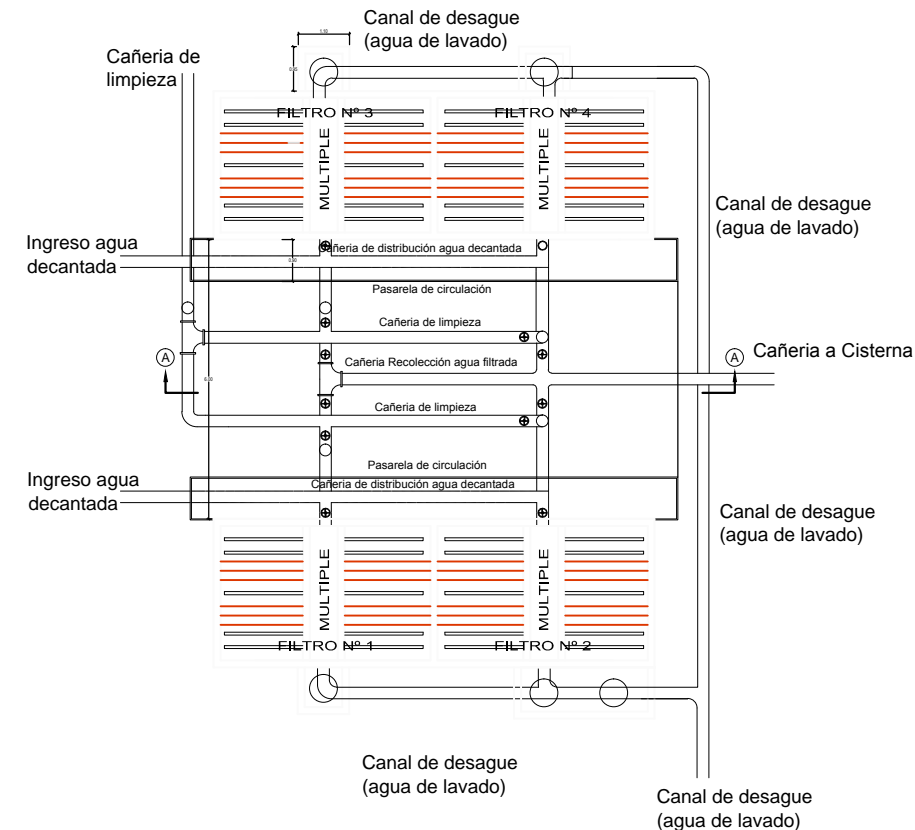 Canal de desague
(agua de lavado)
1.10
Cañeria de
limpieza
FILTRO Nº 3
FILTRO Nº 4
MULTIPLE
MULTIPLE
Canal de desague
(agua de lavado)
Ingreso agua
decantada
Cañeria de distribución agua decantada
Pasarela de circulación
Cañeria de limpieza
A
Cañeria Recolección agua filtrada
A
Cañeria a Cisterna
Cañeria de limpieza
Pasarela de circulación
Ingreso agua
decantada
Cañeria de distribución agua decantada
Canal de desague
(agua de lavado)
MULTIPLE
MULTIPLE
FILTRO Nº 1
FILTRO Nº 2
Canal de desague
(agua de lavado)
Canal de desague
(agua de lavado)